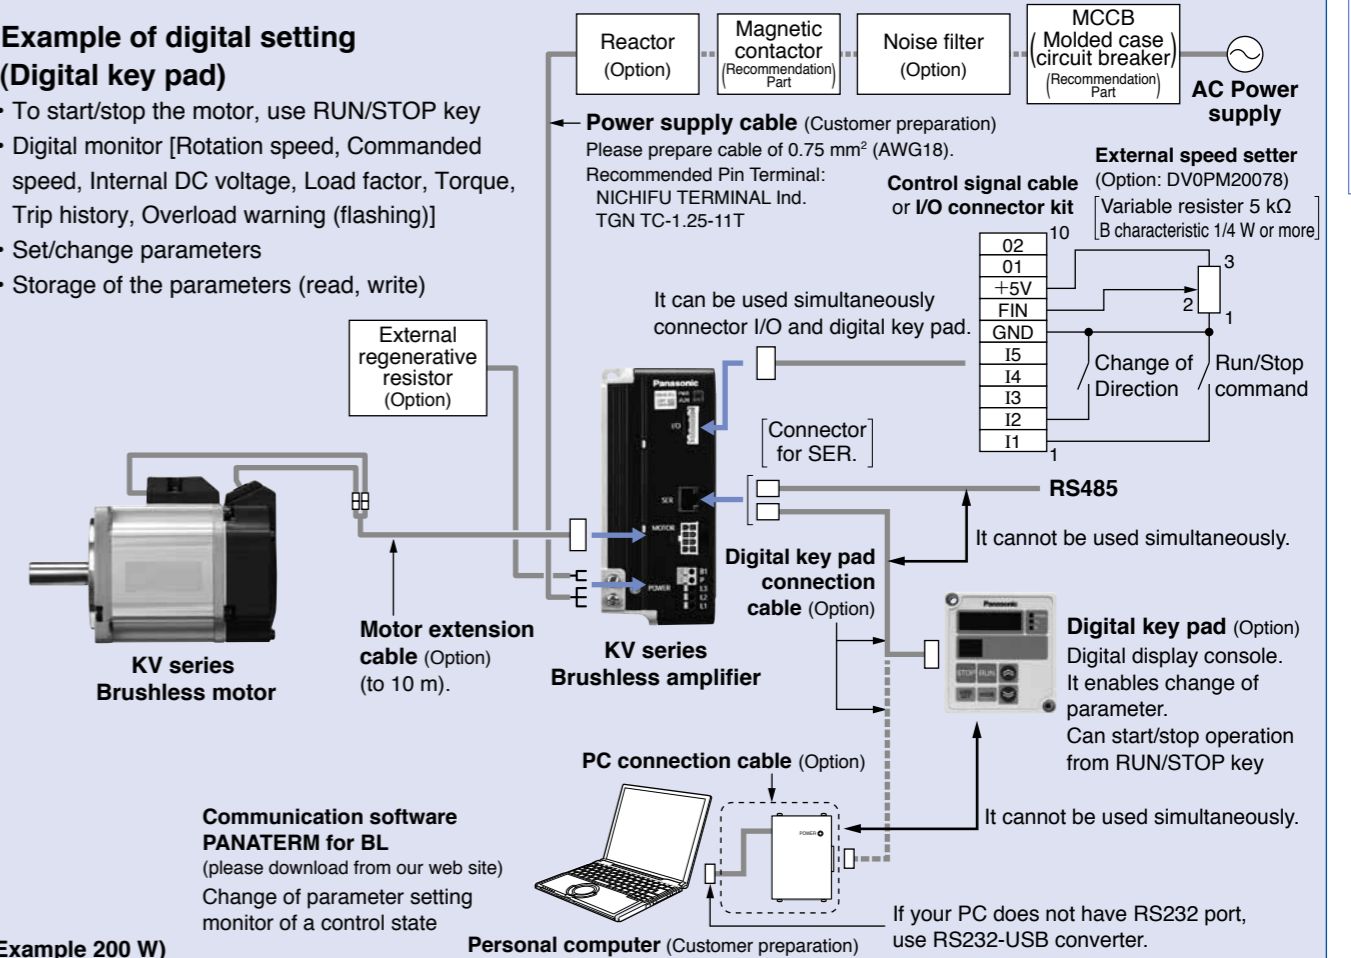 Example of digital setting
(Digital key pad)
・To start/stop the motor, use RUN/STOP key
・Digital monitor [Rotation speed, Commanded
speed, Internal DC voltage, Load factor, Torque,
Trip history, Overload warning (flashing)]
・Set/change parameters
・Storage of the parameters (read, write)
Reactor
(Option)
Magnetic
contactor
(Recommendation Part)
Noise filter
(Option)
MCCB
(Molded case
circuit breaker)
(Recommendation Part)
AC Power
supply
Power supply cable (Customer preparation)
Please prepare cable of 0.75 mm² (AWG18).
Recommended Pin Terminal:
NICHIFU TERMINAL Ind.
TGN TC-1.25-11T
External speed setter
(Option: DV0PM20078)
[Variable resister 5 kΩ
B characteristic 1/4 W or more]
Control signal cable
or I/O connector kit
10
02
01
+5V
FIN
GND
I5
I4
I3
I2
I1
1
3
2
1
Change of
Direction
Run/Stop
command
It can be used simultaneously
connector I/O and digital key pad.
External
regenerative
resistor
(Option)
Panasonic
I/O
SER
MOTOR
POWER
B1
P
L3
L2
L1
[Connector
for SER.]
RS485
It cannot be used simultaneously.
Digital key pad
connection
cable (Option)
Motor extension
cable (Option)
(to 10 m).
KV series
Brushless motor
KV series
Brushless amplifier
Panasonic
STOP
RUN
Digital key pad (Option)
Digital display console.
It enables change of
parameter.
Can start/stop operation
from RUN/STOP key
It cannot be used simultaneously.
PC connection cable (Option)
POWER
Communication software
PANATERM for BL
(please download from our web site)
Change of parameter setting
monitor of a control state
Personal computer (Customer preparation)
If your PC does not have RS232 port,
use RS232-USB converter.
Example 200 W)